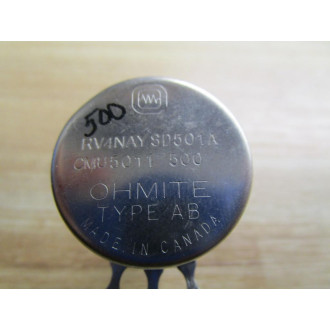 500
RV4NAYSD501A
CMU5011 500
OHMITE
TYPE AB
MADE IN CANADA